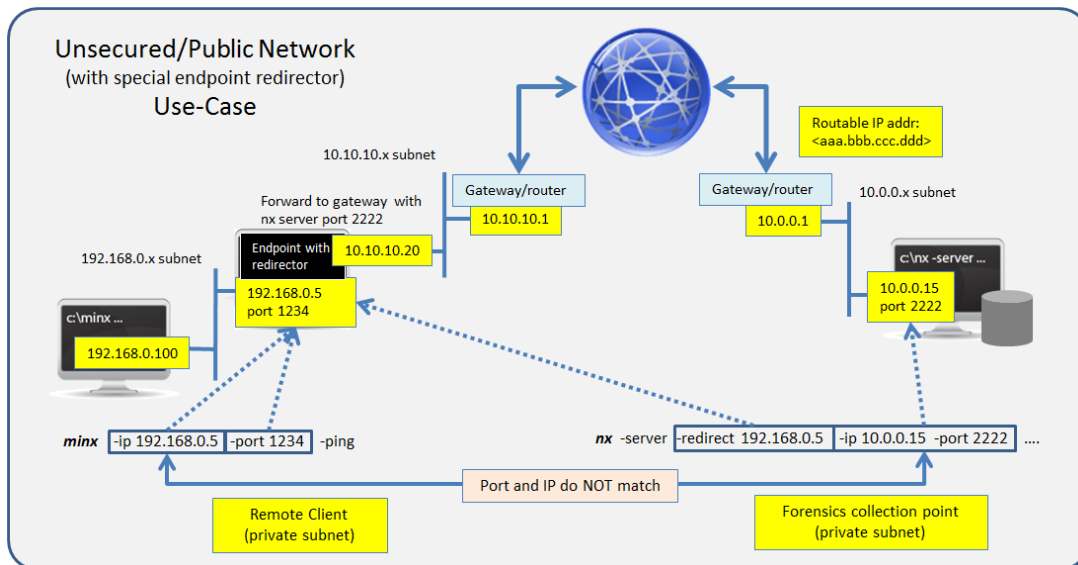 Unsecured/Public Network
(with special endpoint redirector)
Use-Case
Routable IP addr:
<aaa.bbb.ccc.ddd>
10.10.10.x subnet
Gateway/router
10.10.10.1
Gateway/router
10.0.0.1
10.0.0.x subnet
Forward to gateway with
nx server port 2222
Endpoint with
redirector
10.10.10.20
192.168.0.x subnet
192.168.0.5
port 1234
c:\nx -server ...
10.0.0.15
port 2222
c:\minx ...
192.168.0.100
minx -ip 192.168.0.5 -port 1234 -ping
nx -server -redirect 192.168.0.5 -ip 10.0.0.15 -port 2222 ....
Port and IP do NOT match
Remote Client
(private subnet)
Forensics collection point
(private subnet)